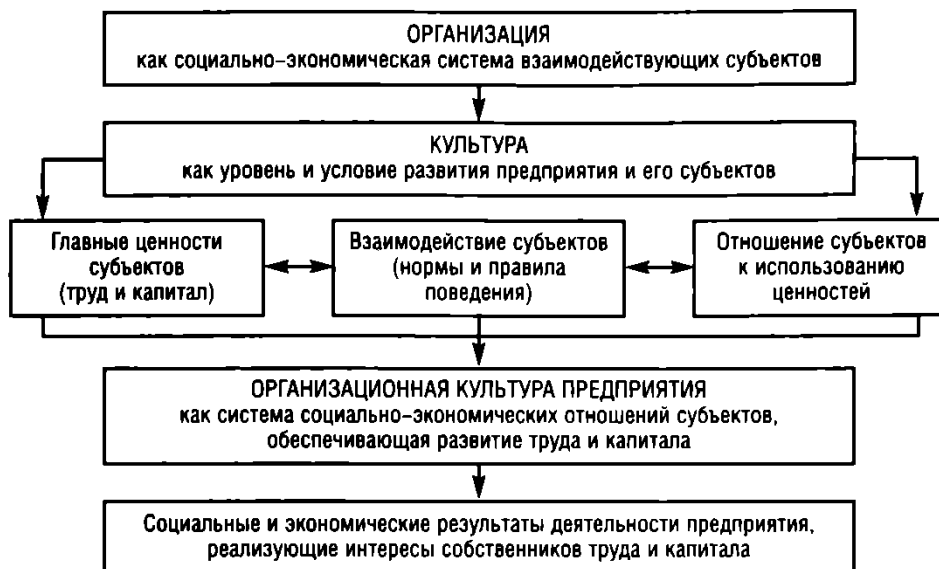 ОРГАНИЗАЦИЯ
как социально-экономическая система взаимодействующих субъектов
КУЛЬТУРА
как уровень и условие развития предприятия и его субъектов
Главные ценности
субъектов
(труд и капитал)
Взаимодействие субъектов
(нормы и правила
поведения)
Отношение субъектов
к использованию
ценностей
ОРГАНИЗАЦИОННАЯ КУЛЬТУРА ПРЕДПРИЯТИЯ
как система социально-экономических отношений субъектов,
обеспечивающая развитие труда и капитала
Социальные и экономические результаты деятельности предприятия,
реализующие интересы собственников труда и капитала